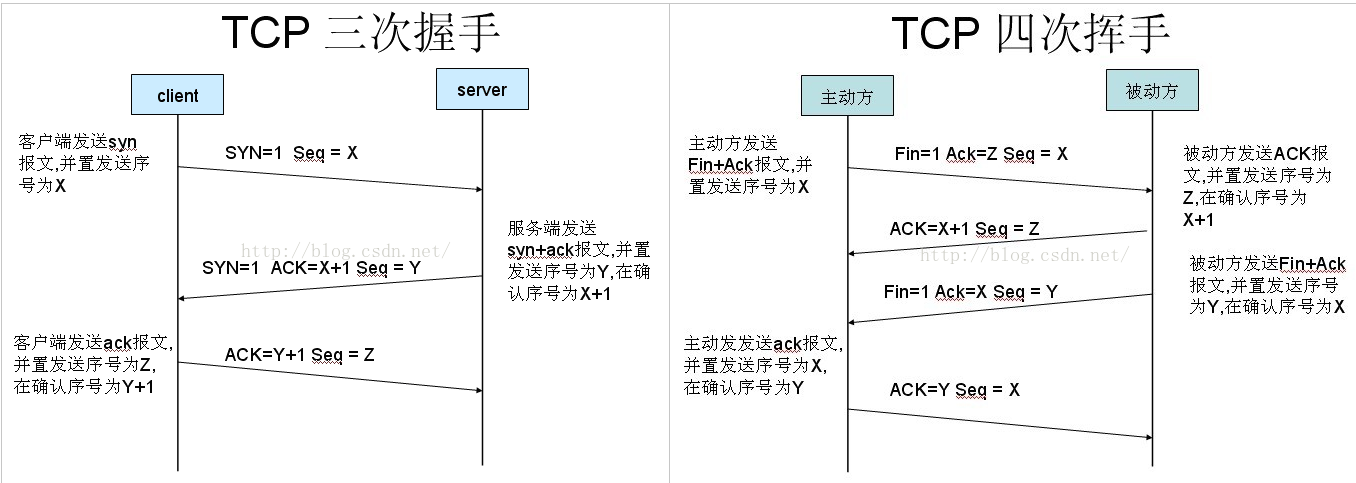 TCP 三次握手
client
server
客户端发送syn
报文,并置发送序
号为X
SYN=1 Seq = X
服务端发送
syn+ack报文,并置
发送序号为Y,在确
认序号为X+1
http://blog.csdn.net/
SYN=1 ACK=X+1 Seq = Y
客户端发送ack报文,
并置发送序号为Z,
在确认序号为Y+1
ACK=Y+1 Seq = Z
TCP 四次挥手
主动方
被动方
主动方发送
Fin+Ack报文,并
置发送序号为X
Fin=1 Ack=Z Seq = X
被动方发送ACK报
文,并置发送序号为
Z,在确认序号为
X+1
ACK=X+1 Seq = Z
http://blog.csdn.net/
Fin=1 Ack=X Seq = Y
被动方发送Fin+Ack
报文,并置发送序号
为Y,在确认序号为X
主动发发送ack报文,
并置发送序号为X,
在确认序号为Y
ACK=Y Seq = X